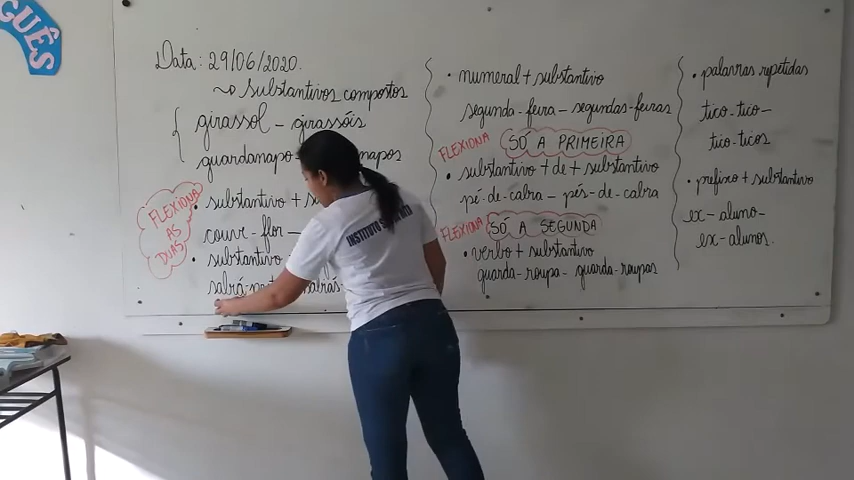 GUÊS
Data: 29/06/2020.
Substantivos compostos
girassol - girassóis
guardanapo - napos
FLEXIONA
AS
DUAS
• substantivo +
couve - flor -
• substantivo
INSTITUTO
• numeral + substantivo
segunda-feira - segundas-feiras
FLEXIONA SÓ A PRIMEIRA
• substantivo + de + substantivo
pé-de-cabra - pés-de-cabra
FLEXIONA SÓ A SEGUNDA
• verbo + substantivo
guarda-roupa - guarda-roupas
• palavras repetidas
tico-tico-
tico-ticos
• prefixo + substantivo
ex-aluno-
ex-alunos.